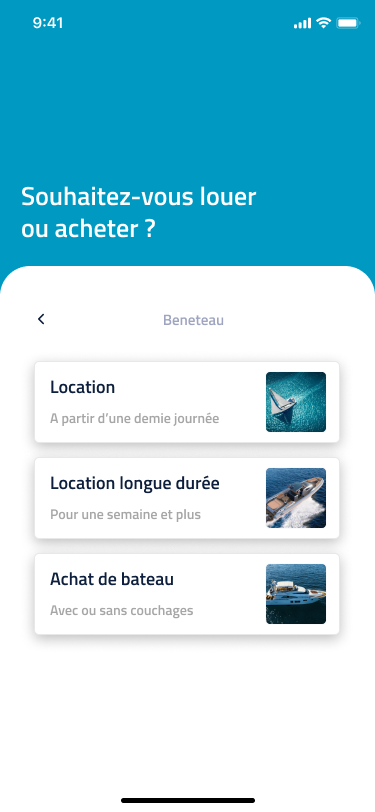 9:41
Souhaitez-vous louer
ou acheter ?
Beneteau
Location
A partir d'une demie journée
Location longue durée
Pour une semaine et plus
Achat de bateau
Avec ou sans couchages